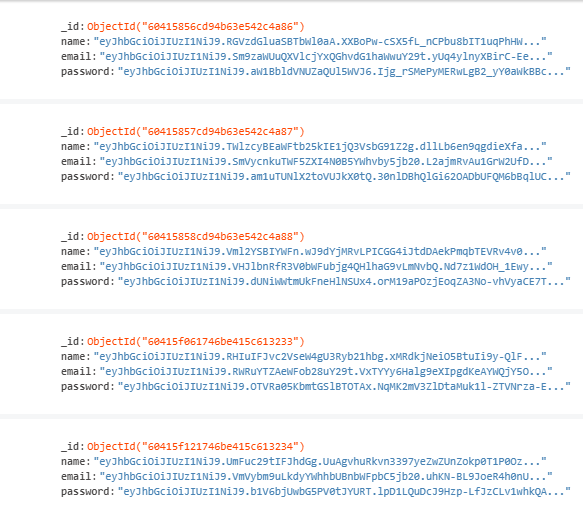 _id: ObjectId("60415856cd94b63e542c4a86")
name: "eyJhbGciOiJIUzI1NiJ9.RGVzdGluaSBTbWl0aA.XXBoPw-cSX5fL_nCPbu8bIT1uqPhHW..."
email: "eyJhbGciOiJIUzI1NiJ9.Sm9zaWUuQXVlcjYxQGhvdG1haWwuY29t.yUq4ylnyXBirC-Ee..."
password: "eyJhbGciOiJIUzI1NiJ9.aW1BbldVNUZaQUl5WVJ6.Ijg_rSMePyMERwLgB2_yY0aWkBBc..."
_id: ObjectId("60415857cd94b63e542c4a87")
name: "eyJhbGciOiJIUzI1NiJ9.TWlzcyBEaWFtb25kIE1jQ3VsbG91Z2g.dllLb6en9qgdieXfa..."
email: "eyJhbGciOiJIUzI1NiJ9.SmVycnkuTWF5ZXI4N0B5YWhvby5jb20.L2ajmRvAu1GrW2UfD..."
password: "eyJhbGciOiJIUzI1NiJ9.am1uTUNlX2toVUJkX0tQ.30nlDBhQlGi62OADbUFQM6bBqlUC..."
_id: ObjectId("60415858cd94b63e542c4a88")
name: "eyJhbGciOiJIUzI1NiJ9.Vml2YSBIYWFn.wJ9dYjMRvLPICGG4iJtdDAekPmqbTEVRv4v0..."
email: "eyJhbGciOiJIUzI1NiJ9.VHJlbnRfR3V0bWFubjg4QHlhaG9vLmNvbQ.Nd7z1WdOH_1Ewy..."
password: "eyJhbGciOiJIUzI1NiJ9.dUNiWWtmUkFneHlNSUx4.orM19aPOzjEoqZA3No-vhVyaCE7T..."
_id: ObjectId("60415f061746be415c613233")
name: "eyJhbGciOiJIUzI1NiJ9.RHIuIFJvc2VseW4gU3Ryb21hbg.xMRdkjNeiO5BtuIi9y-QlF..."
email: "eyJhbGciOiJIUzI1NiJ9.RWRuYTZAeWFob28uY29t.VxTYYy6Halg9eXIpgdKeAYWQjY5O..."
password: "eyJhbGciOiJIUzI1NiJ9.OTVRa05KbmtGSlBTOTAx.NqMK2mV3ZlDtaMuk1l-ZTVNrza-E..."
_id: ObjectId("60415f121746be415c613234")
name: "eyJhbGciOiJIUzI1NiJ9.UmFuc29tIFJhdGg.UuAgvhuRkvn3397yeZwZUnZokp0T1P0Oz..."
email: "eyJhbGciOiJIUzI1NiJ9.VmVybm9uLkdyYWhhbUBnbWFpbC5jb20.uhKN-BL9JoeR4h0nU..."
password: "eyJhbGciOiJIUzI1NiJ9.b1V6bjUwbG5PV0tJYURT.lpD1LQuDcJ9Hzp-LfJzCLv1whkQA..."